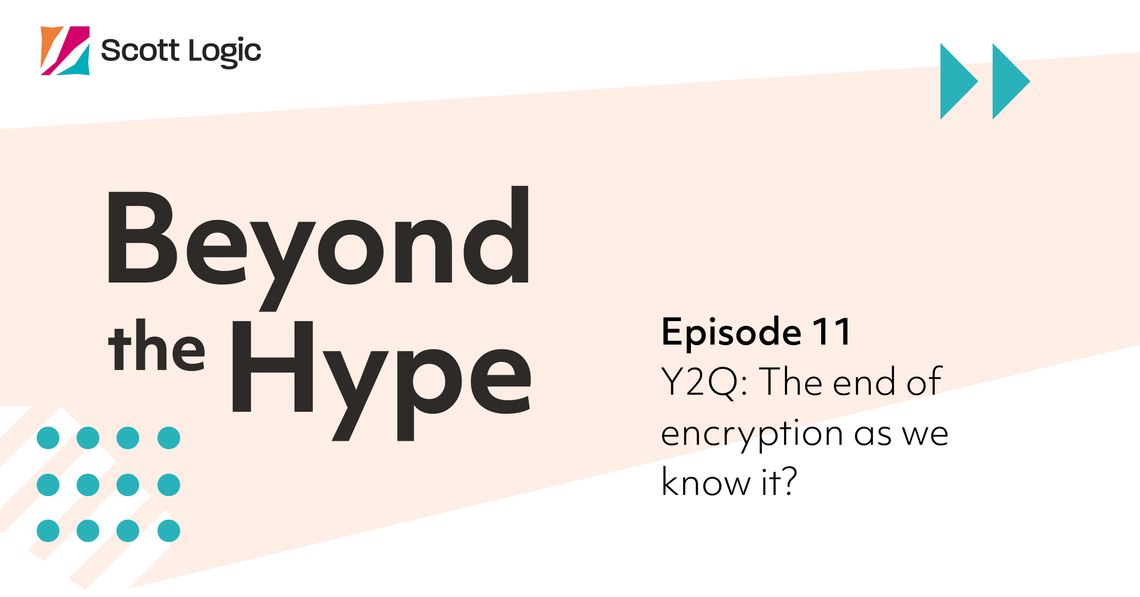 Scott Logic
Beyond
the Hype
Episode 11
Y2Q: The end of
encryption as we
know it?